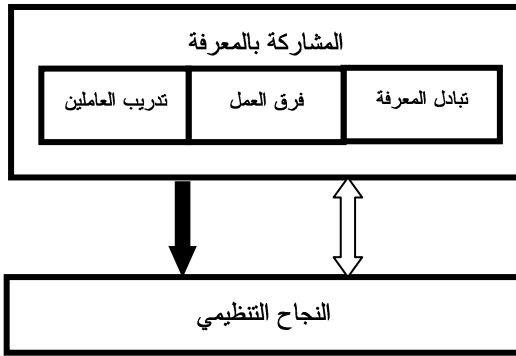 المشاركة بالمعرفة
تبادل المعرفة
فرق العمل
تدريب العاملين
النجاح التنظيمي